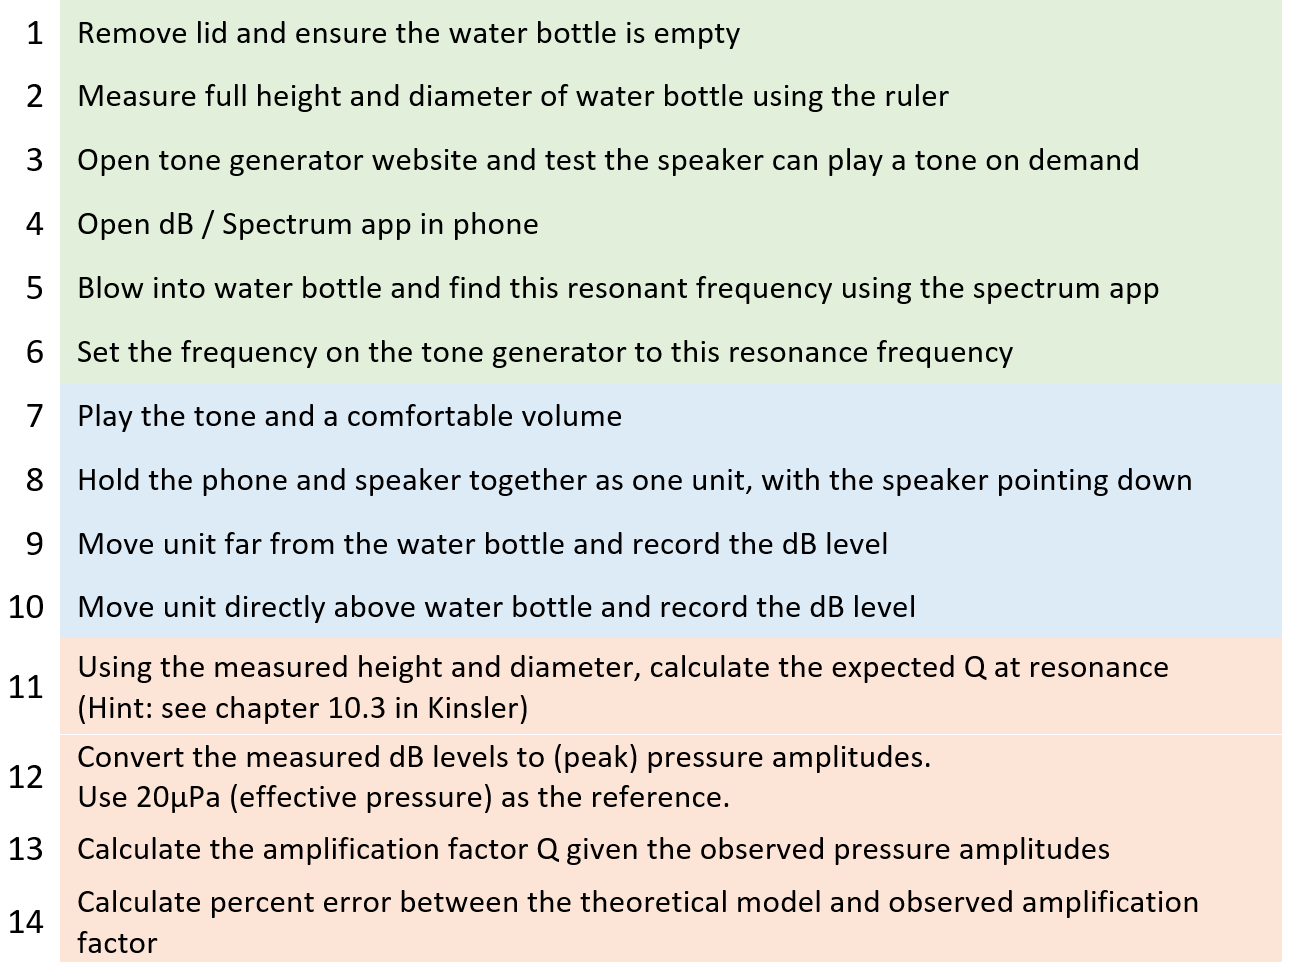 1 Remove lid and ensure the water bottle is empty
2 Measure full height and diameter of water bottle using the ruler
3 Open tone generator website and test the speaker can play a tone on demand
4 Open dB / Spectrum app in phone
5 Blow into water bottle and find this resonant frequency using the spectrum app
6 Set the frequency on the tone generator to this resonance frequency
7 Play the tone and a comfortable volume
8 Hold the phone and speaker together as one unit, with the speaker pointing down
9 Move unit far from the water bottle and record the dB level
10 Move unit directly above water bottle and record the dB level
11 Using the measured height and diameter, calculate the expected Q at resonance
(Hint: see chapter 10.3 in Kinsler)
12 Convert the measured dB levels to (peak) pressure amplitudes.
Use 20µPa (effective pressure) as the reference.
13 Calculate the amplification factor Q given the observed pressure amplitudes
14 Calculate percent error between the theoretical model and observed amplification
factor